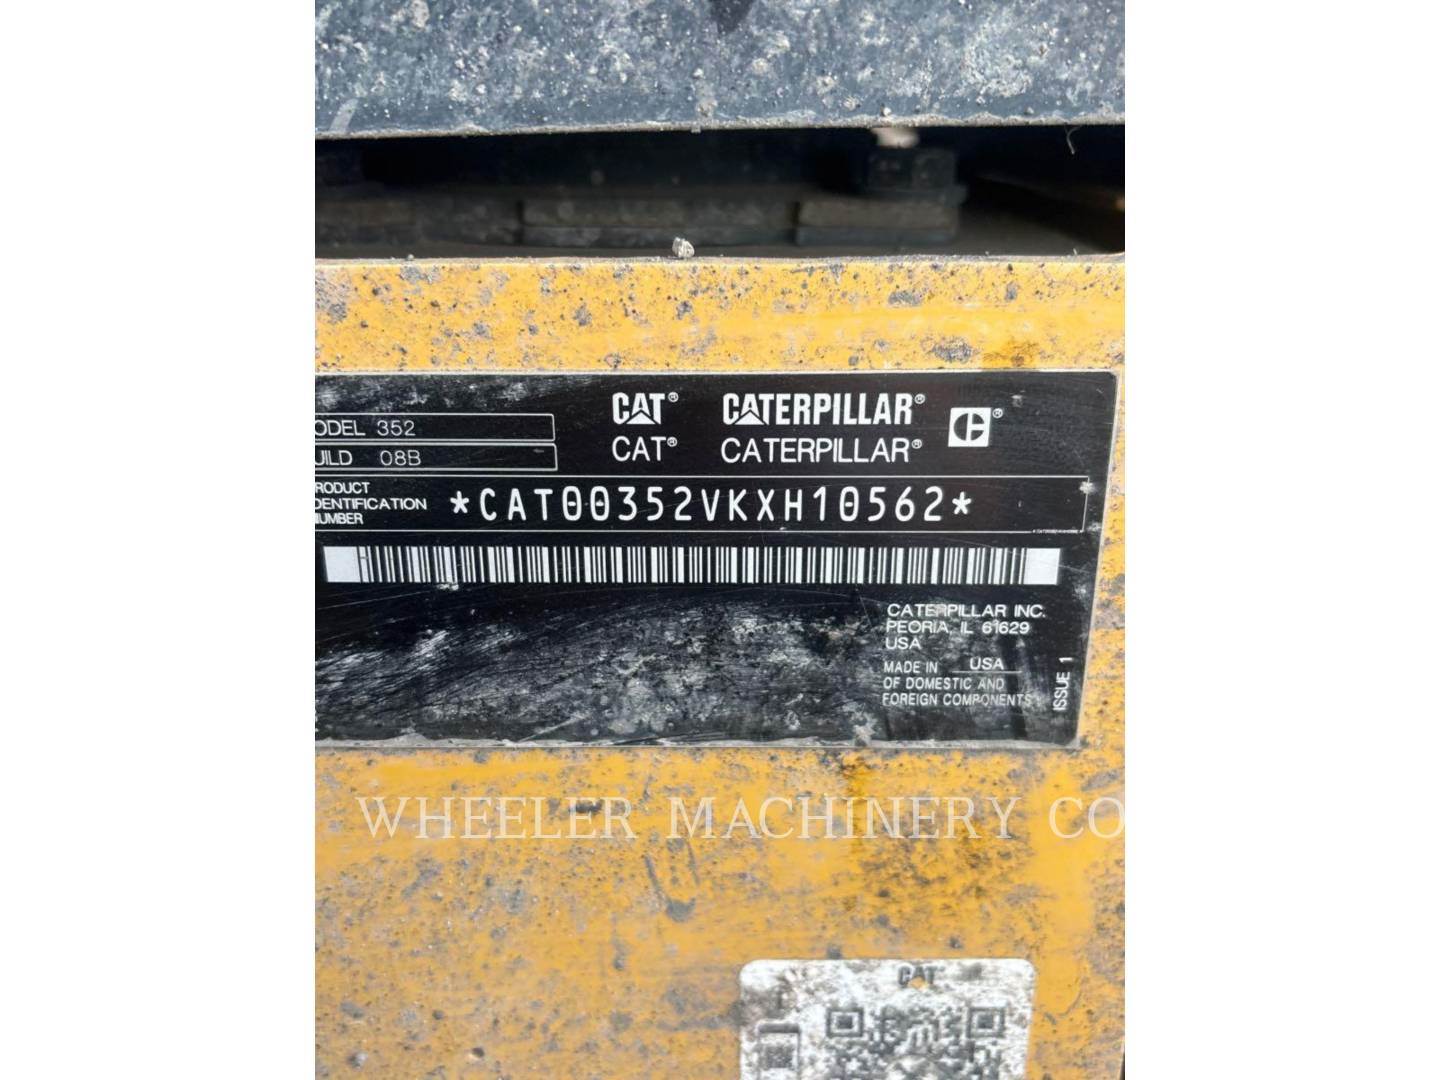 CAT® CATERPILLAR®
CAT® CATERPILLAR®
ODEL 352
UILD 08B
RODUCT
DENTIFICATION
NUMBER
*CAT00352VKXH10562*
CATERPILLAR INC.
PEORIA, IL 61629
USA
MADE IN USA
OF DOMESTIC AND
FOREIGN COMPONENTS
ISSUE 1
WHEELER MACHINERY CO
CAT